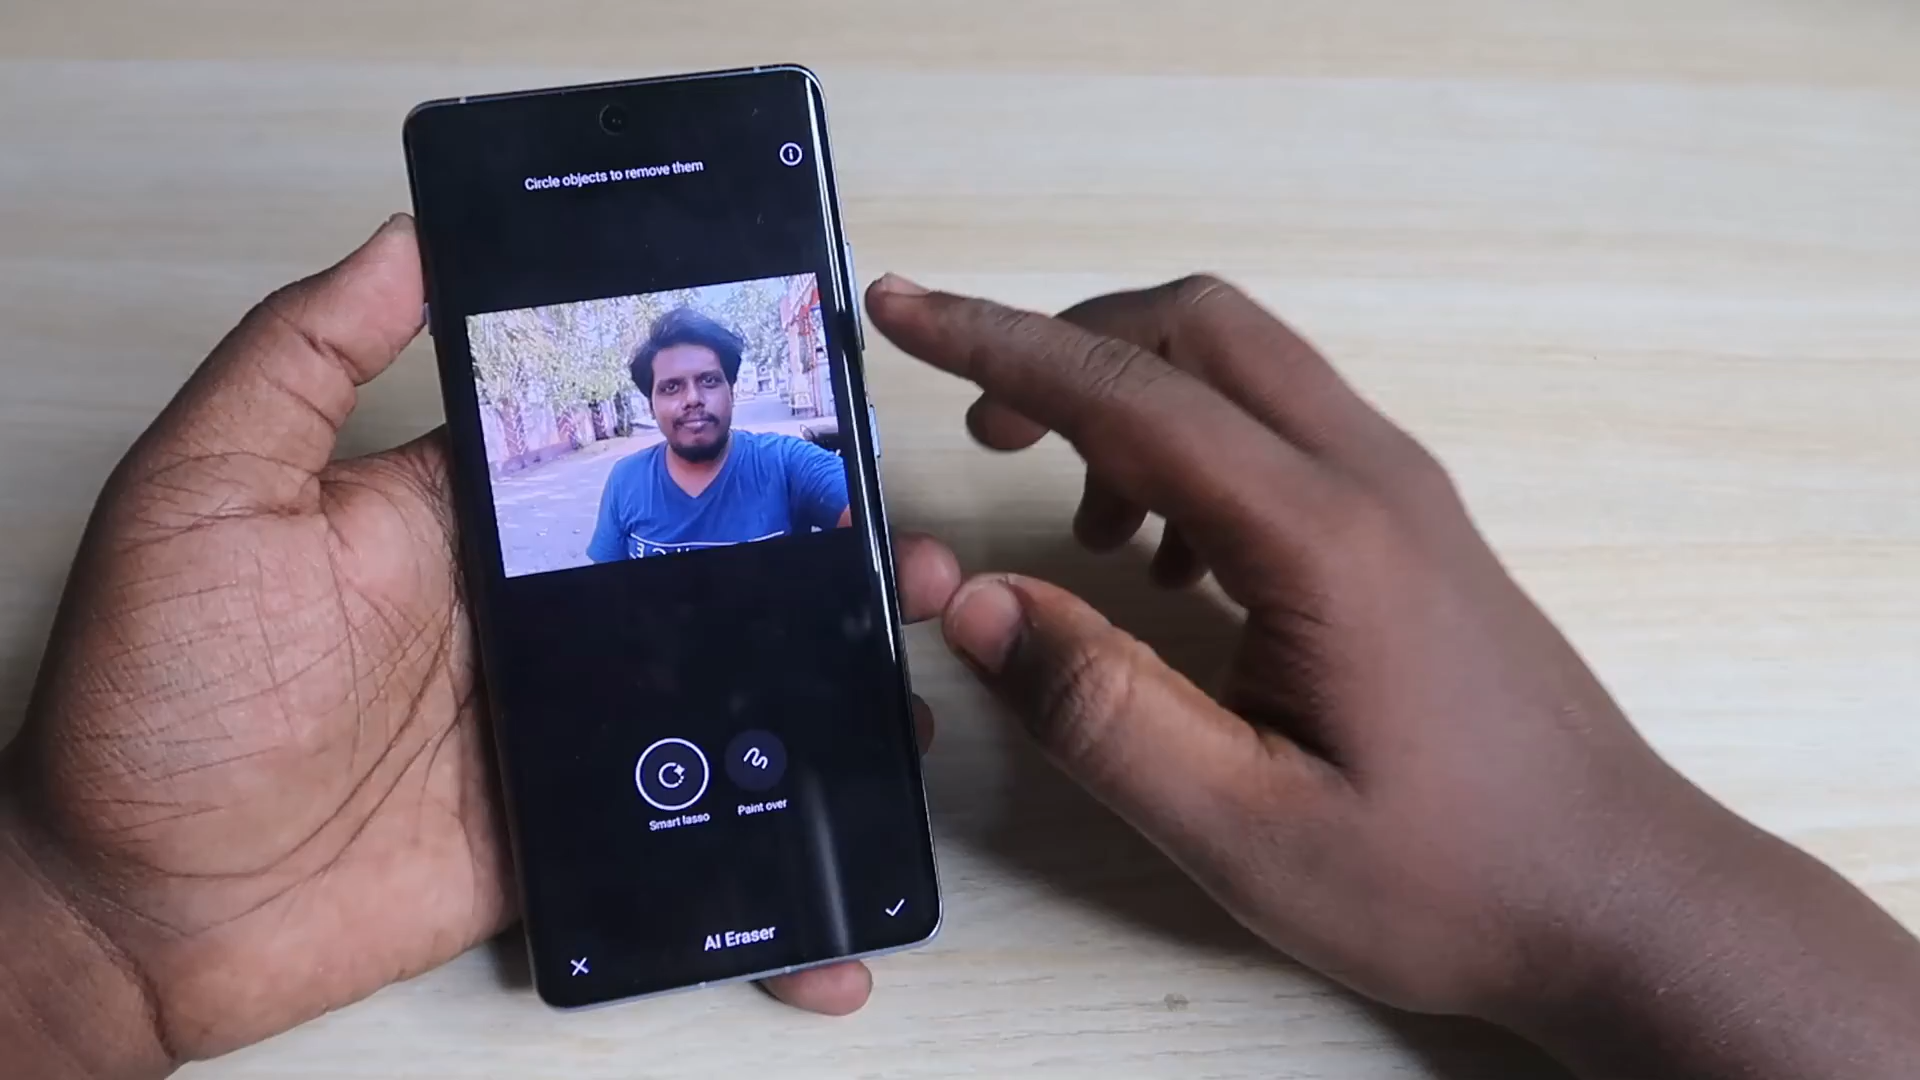 Circle objects to remove them
Smart lasso
Paint over
AI Eraser